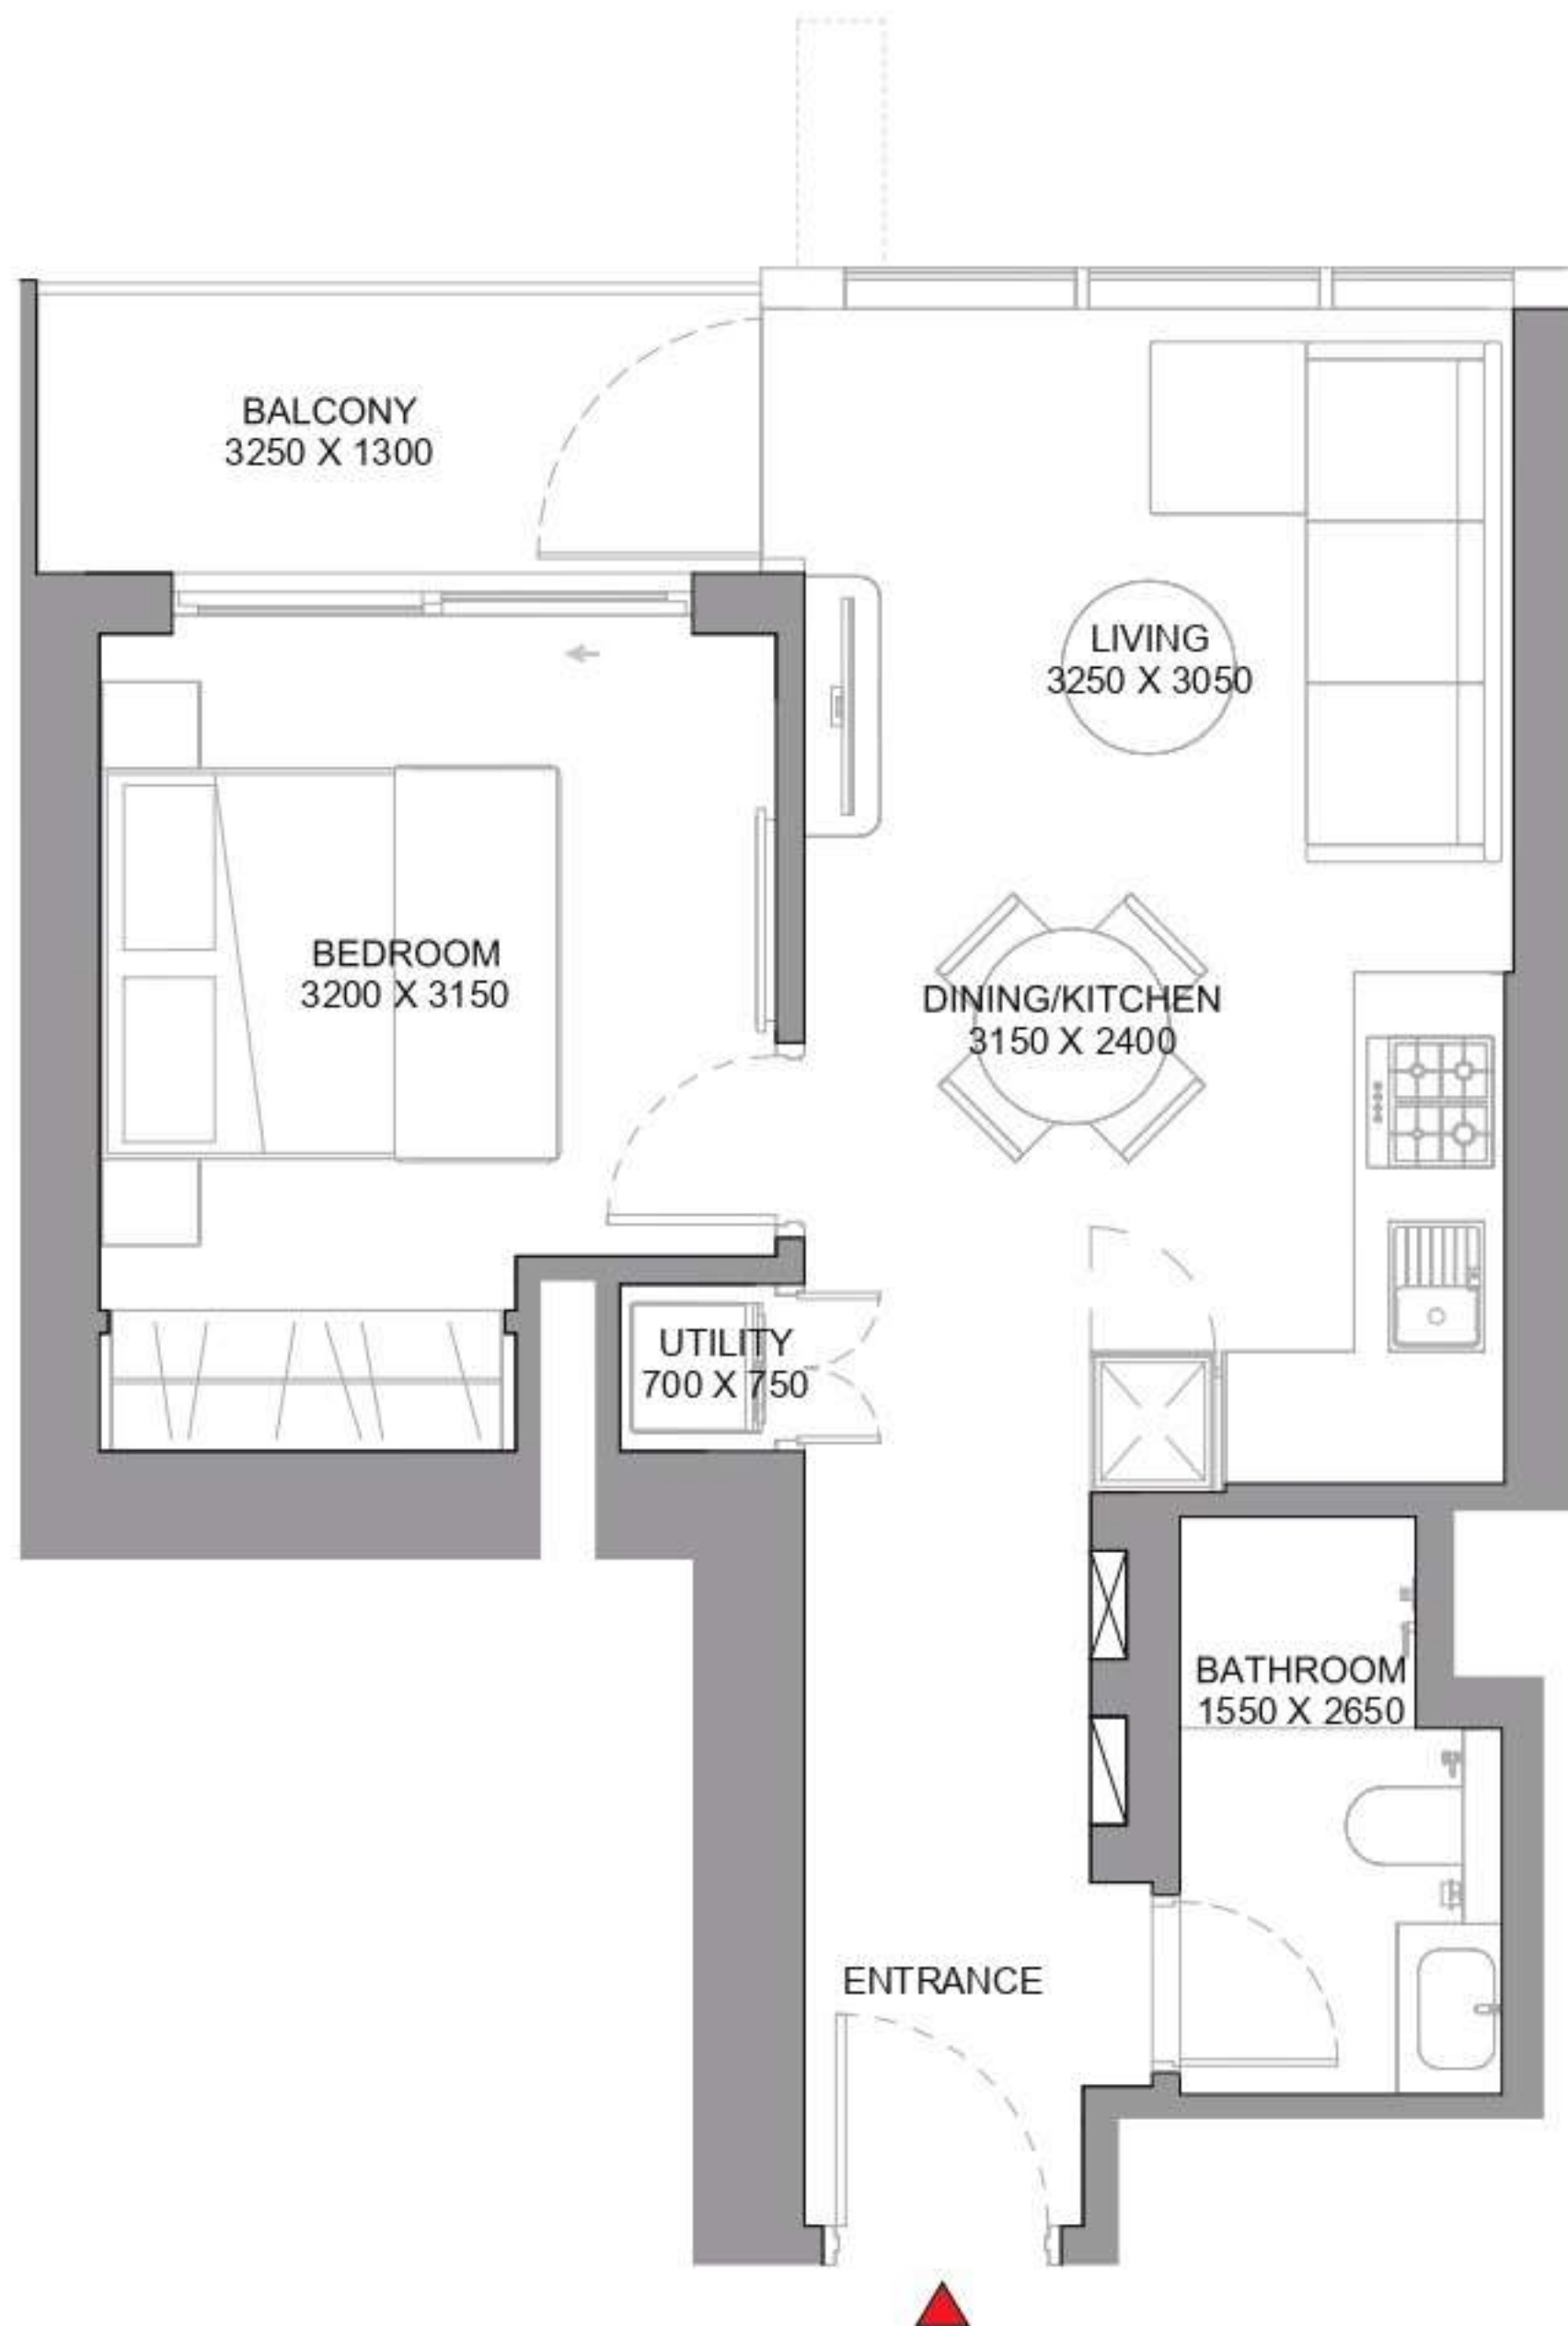 BALCONY
3250 X 1300
LIVING
3250 X 3050
BEDROOM
3200 X 3150
DINING/KITCHEN
3150 X 2400
UTILITY
700 X 750
BATHROOM
1550 X 2650
ENTRANCE